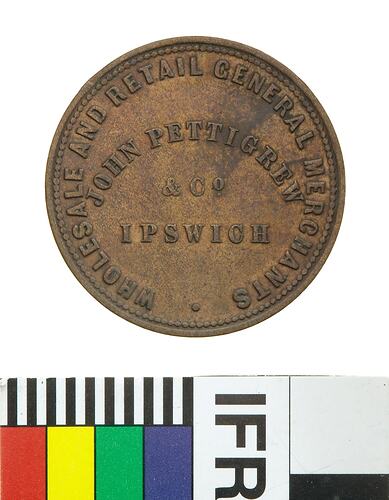 WHOLESALE AND RETAIL GENERAL MERCHANTS
JOHN PETTIGREW
& Co
IPSWICH
IFR